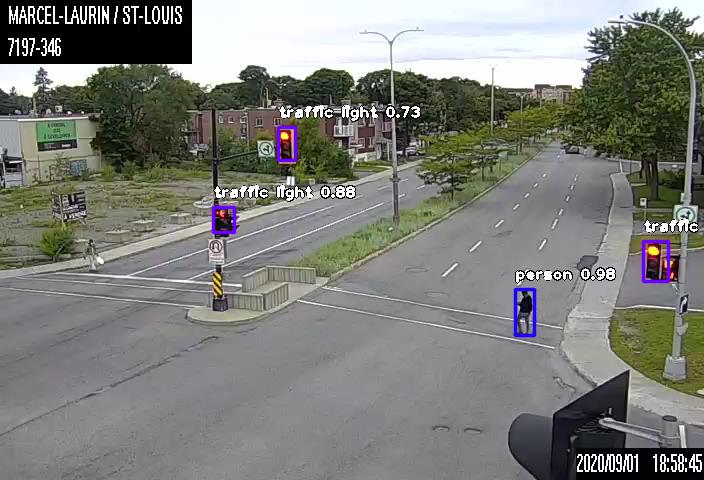 MARCEL-LAURIN / ST-LOUIS
7197-346
traffic light 0.73
traffic light 0.88
traffic
person 0.98
2020/09/01 18:58:45